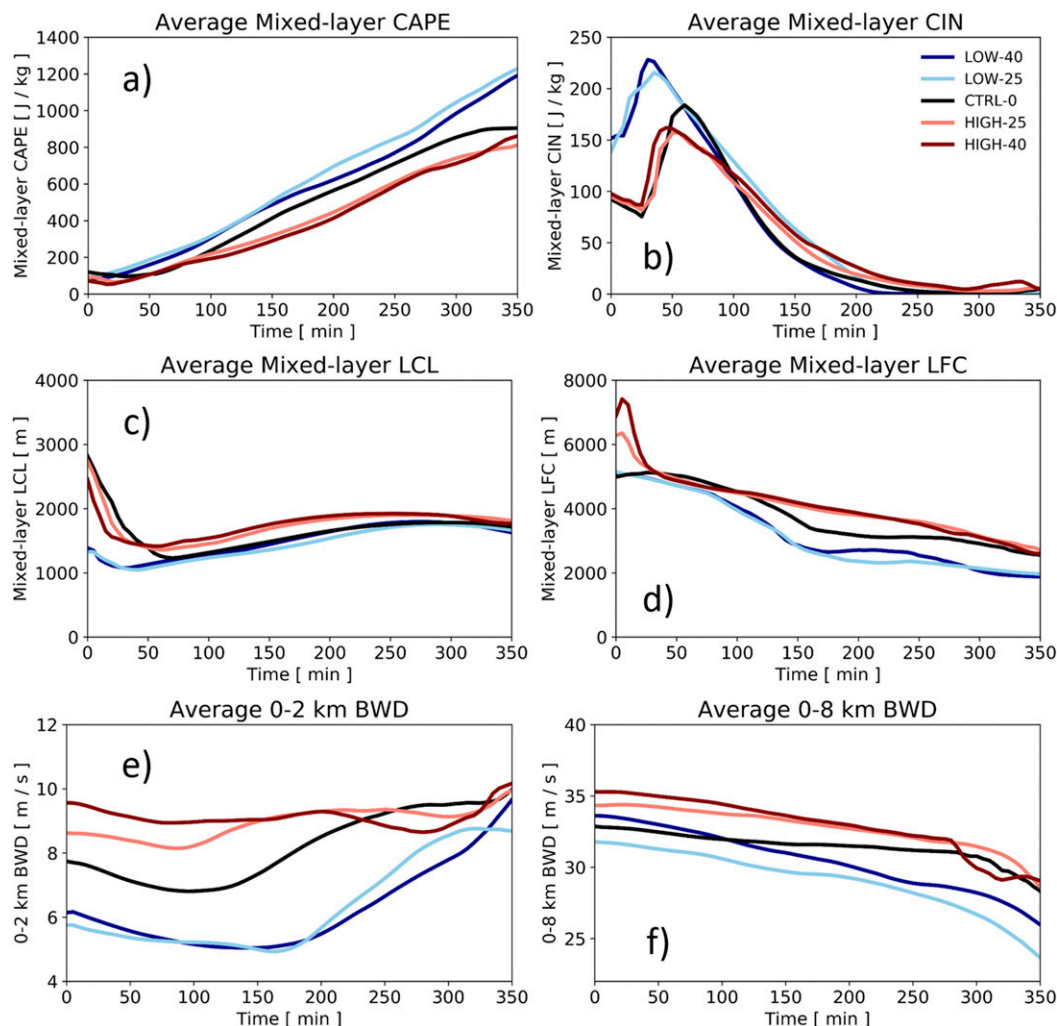 Average Mixed-layer CAPE
Mixed-layer CAPE [ J / kg ]
1400
1200
1000
800
600
400
200
0
a)
0 50 100 150 200 250 300 350
Time [ min ]
Average Mixed-layer CIN
Mixed-layer CIN [ J / kg ]
250
200
150
100
50
0
LOW-40
LOW-25
CTRL-0
HIGH-25
HIGH-40
b)
0 50 100 150 200 250 300 350
Time [ min ]
Average Mixed-layer LCL
Mixed-layer LCL [ m ]
4000
3000
2000
1000
0
c)
0 50 100 150 200 250 300 350
Time [ min ]
Average Mixed-layer LFC
Mixed-layer LFC [ m ]
8000
6000
4000
2000
0
d)
0 50 100 150 200 250 300 350
Time [ min ]
Average 0-2 km BWD
0-2 km BWD [ m / s ]
12
10
8
6
4
e)
0 50 100 150 200 250 300 350
Time [ min ]
Average 0-8 km BWD
0-8 km BWD [ m / s ]
40
35
30
25
f)
0 50 100 150 200 250 300 350
Time [ min ]